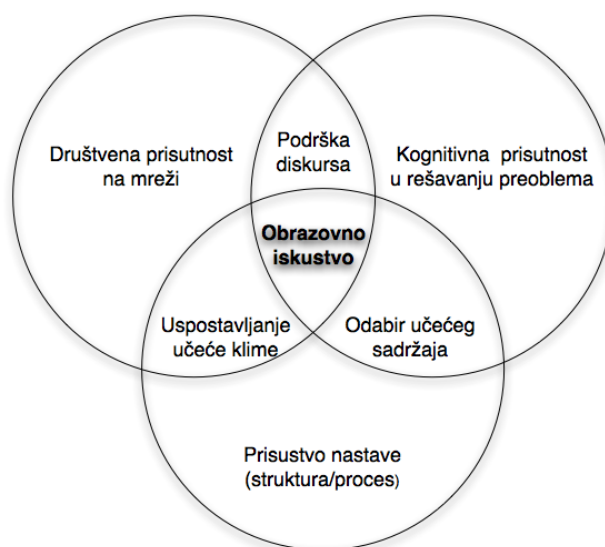 Podrška
diskursa
Društvena prisutnost
na mreži
Kognitivna prisutnost
u rešavanju preoblema
Obrazovno
iskustvo
Uspostavljanje
učeće klime
Odabir učećeg
sadržaja
Prisustvo nastave
(struktura/proces)